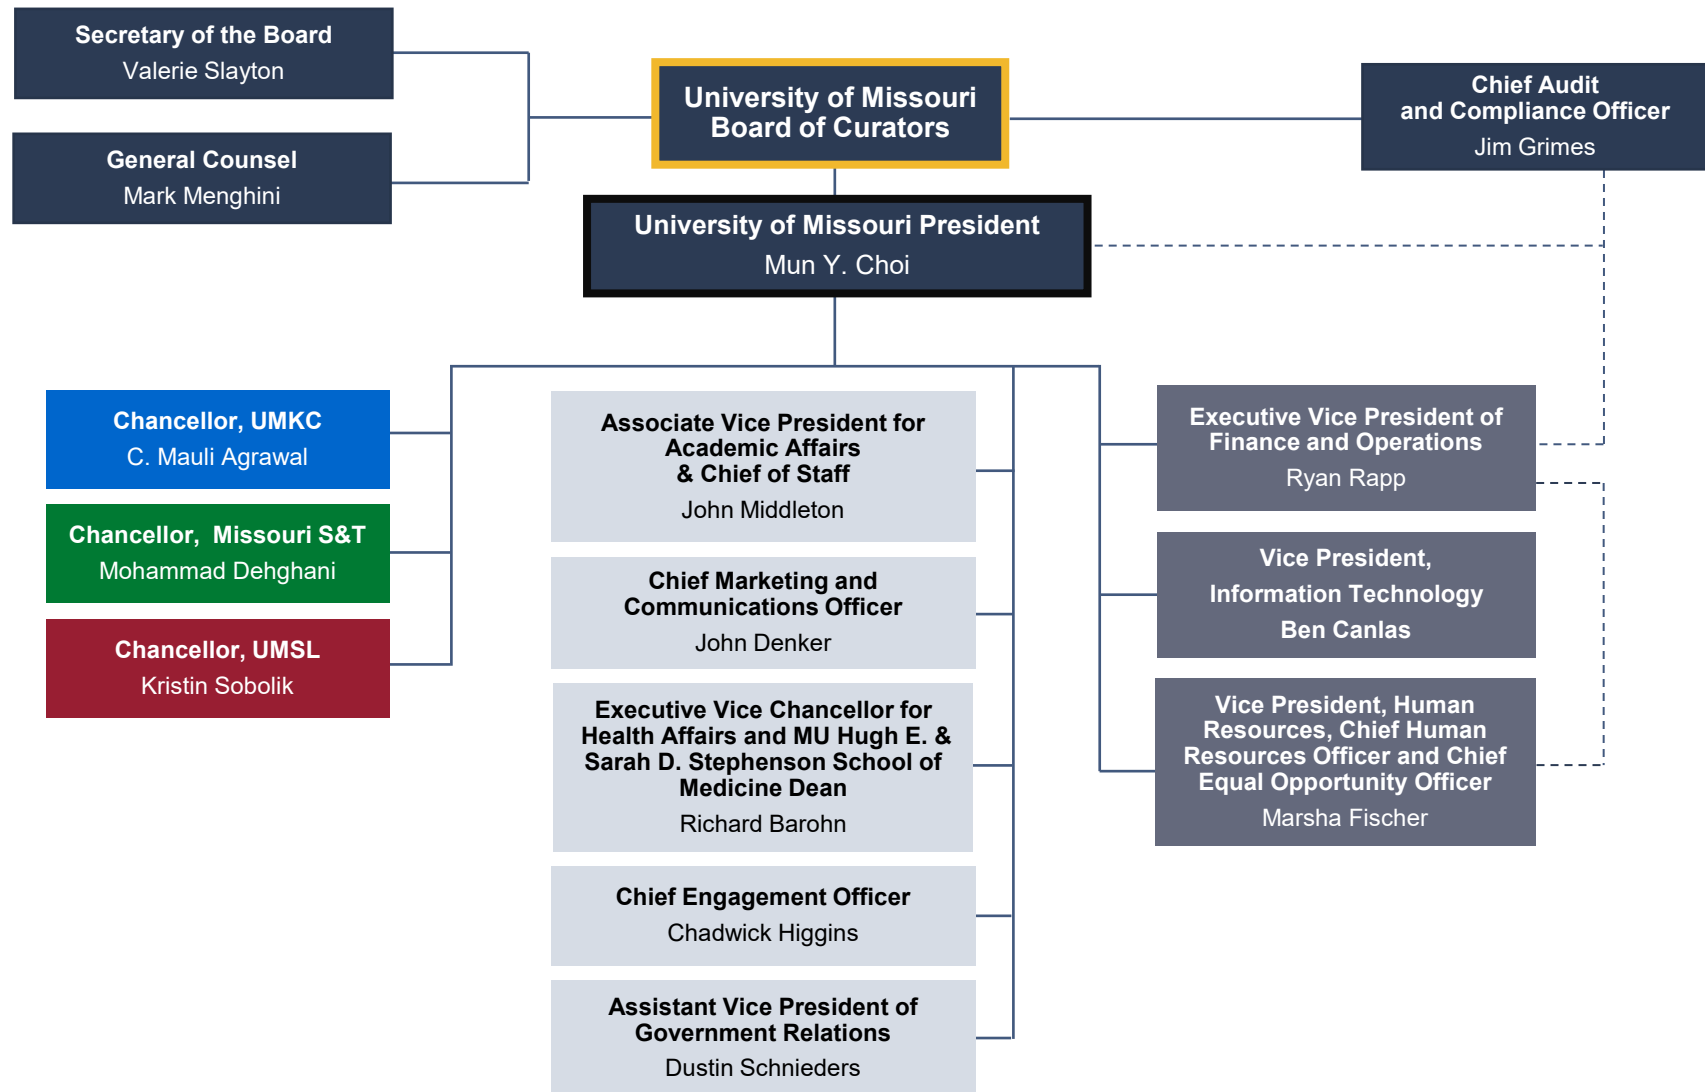 Secretary of the Board
Valerie Slayton
General Counsel
Mark Menghini
University of Missouri
Board of Curators
Chief Audit
and Compliance Officer
Jim Grimes
University of Missouri President
Mun Y. Choi
Chancellor, UMKC
C. Mauli Agrawal
Chancellor,  Missouri S&T
Mohammad Dehghani
Chancellor, UMSL
Kristin Sobolik
Associate Vice President for
Academic Affairs
& Chief of Staff
John Middleton
Chief Marketing and
Communications Officer
John Denker
Executive Vice Chancellor for
Health Affairs and MU Hugh E. &
Sarah D. Stephenson School of
Medicine Dean
Richard Barohn
Chief Engagement Officer
Chadwick Higgins
Assistant Vice President of
Government Relations
Dustin Schnieders
Executive Vice President of
Finance and Operations
Ryan Rapp
Vice President,
Information Technology
Ben Canlas
Vice President, Human
Resources, Chief Human
Resources Officer and Chief
Equal Opportunity Officer
Marsha Fischer